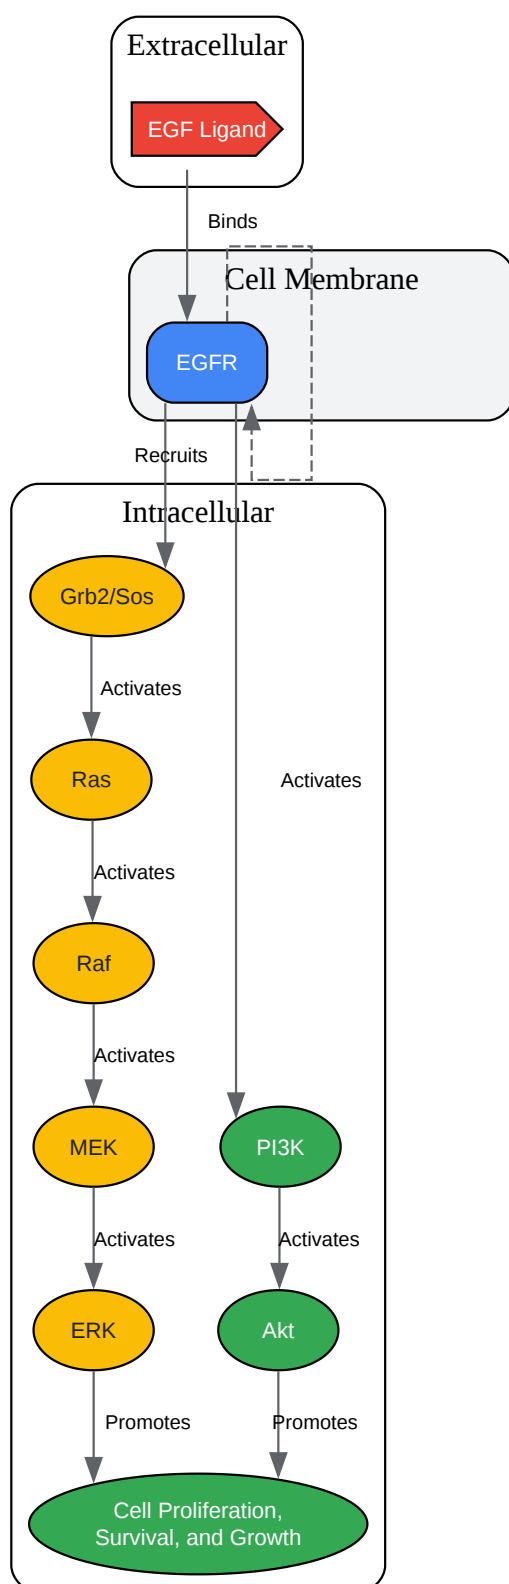 Extracellular
EGF Ligand
Binds
Cell Membrane
EGFR
Recruits
Intracellular
Grb2/Sos
Activates
Ras
Activates
Activates
Raf
Activates
MEK
PI3K
Activates
Activates
ERK
Akt
Promotes
Promotes
Cell Proliferation,
Survival, and Growth